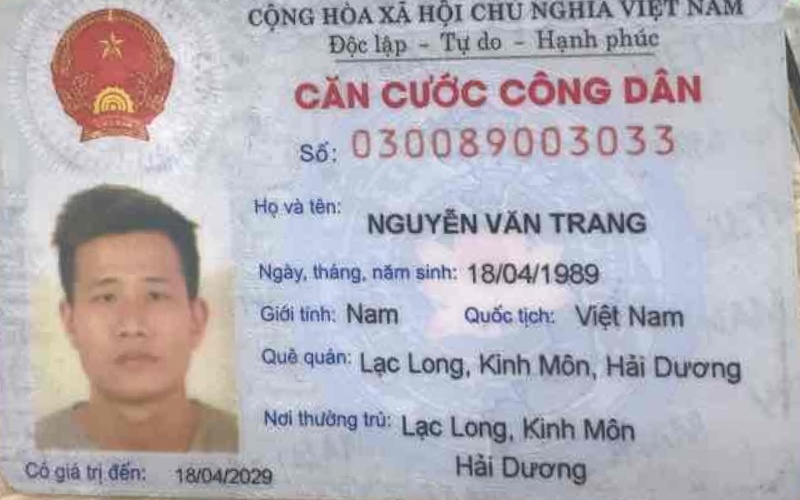 CỘNG HÒA XÃ HỘI CHỦ NGHĨA VIỆT NAM
Độc lập - Tự do - Hạnh phúc
CĂN CƯỚC CÔNG DÂN
Số: 030089003033
Họ và tên: NGUYỄN VĂN TRANG
Ngày, tháng, năm sinh: 18/04/1989
Giới tính: Nam Quốc tịch: Việt Nam
Quê quán: Lạc Long, Kinh Môn, Hải Dương
Nơi thường trú: Lạc Long, Kinh Môn
Hải Dương
Có giá trị đến: 18/04/2029